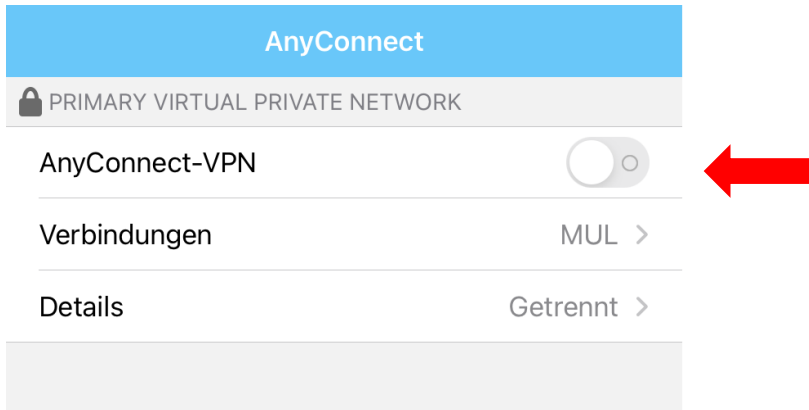 AnyConnect
PRIMARY VIRTUAL PRIVATE NETWORK
AnyConnect-VPN
Verbindungen MUL
Details Getrennt